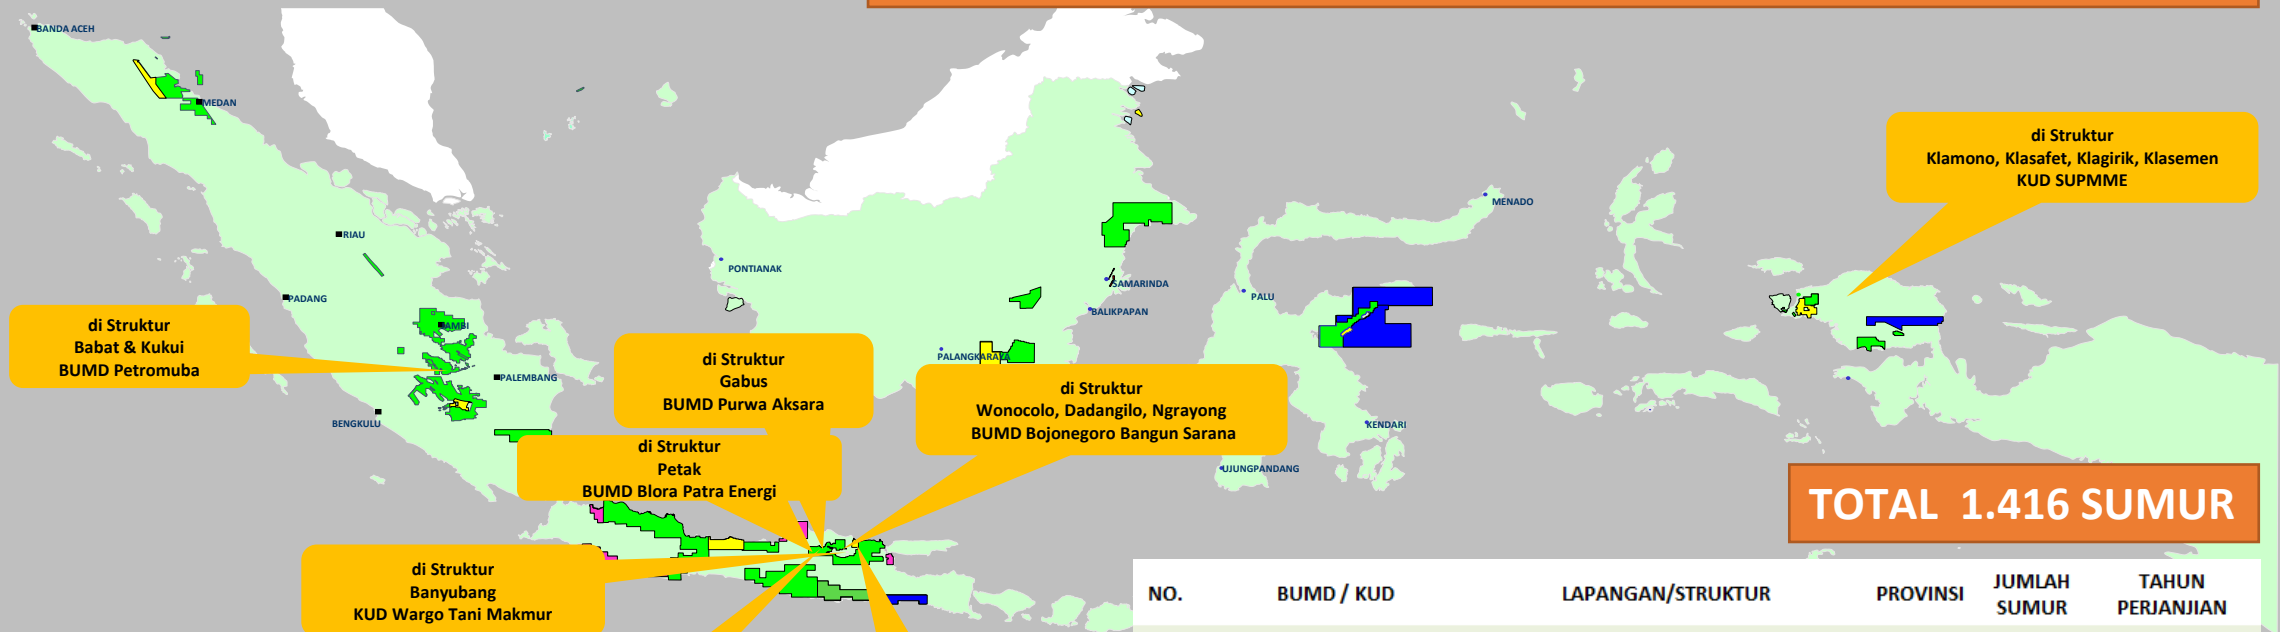 BANDA ACEH
MEDAN
di Struktur
Klamono, Klasafet, Klagirik, Klasemen
KUD SUPMME
MENADO
RIAU
PONTIANAK
SAMARINDA
PADANG
PALU
BALIKPAPAN
di Struktur
Babat & Kukui
BUMD Petromuba
JAMBI
di Struktur
Gabus
BUMD Purwa Aksara
PALANGKARAYA
PALEMBANG
di Struktur
Wonocolo, Dadangilo, Ngrayong
BUMD Bojonegoro Bangun Sarana
BENGKULU
KENDARI
di Struktur
Petak
BUMD Blora Patra Energi
UJUNGPANDANG
TOTAL 1.416 SUMUR
di Struktur
Banyubang
KUD Wargo Tani Makmur
NO. BUMD / KUD LAPANGAN/STRUKTUR PROVINSI JUMLAH SUMUR TAHUN PERJANJIAN